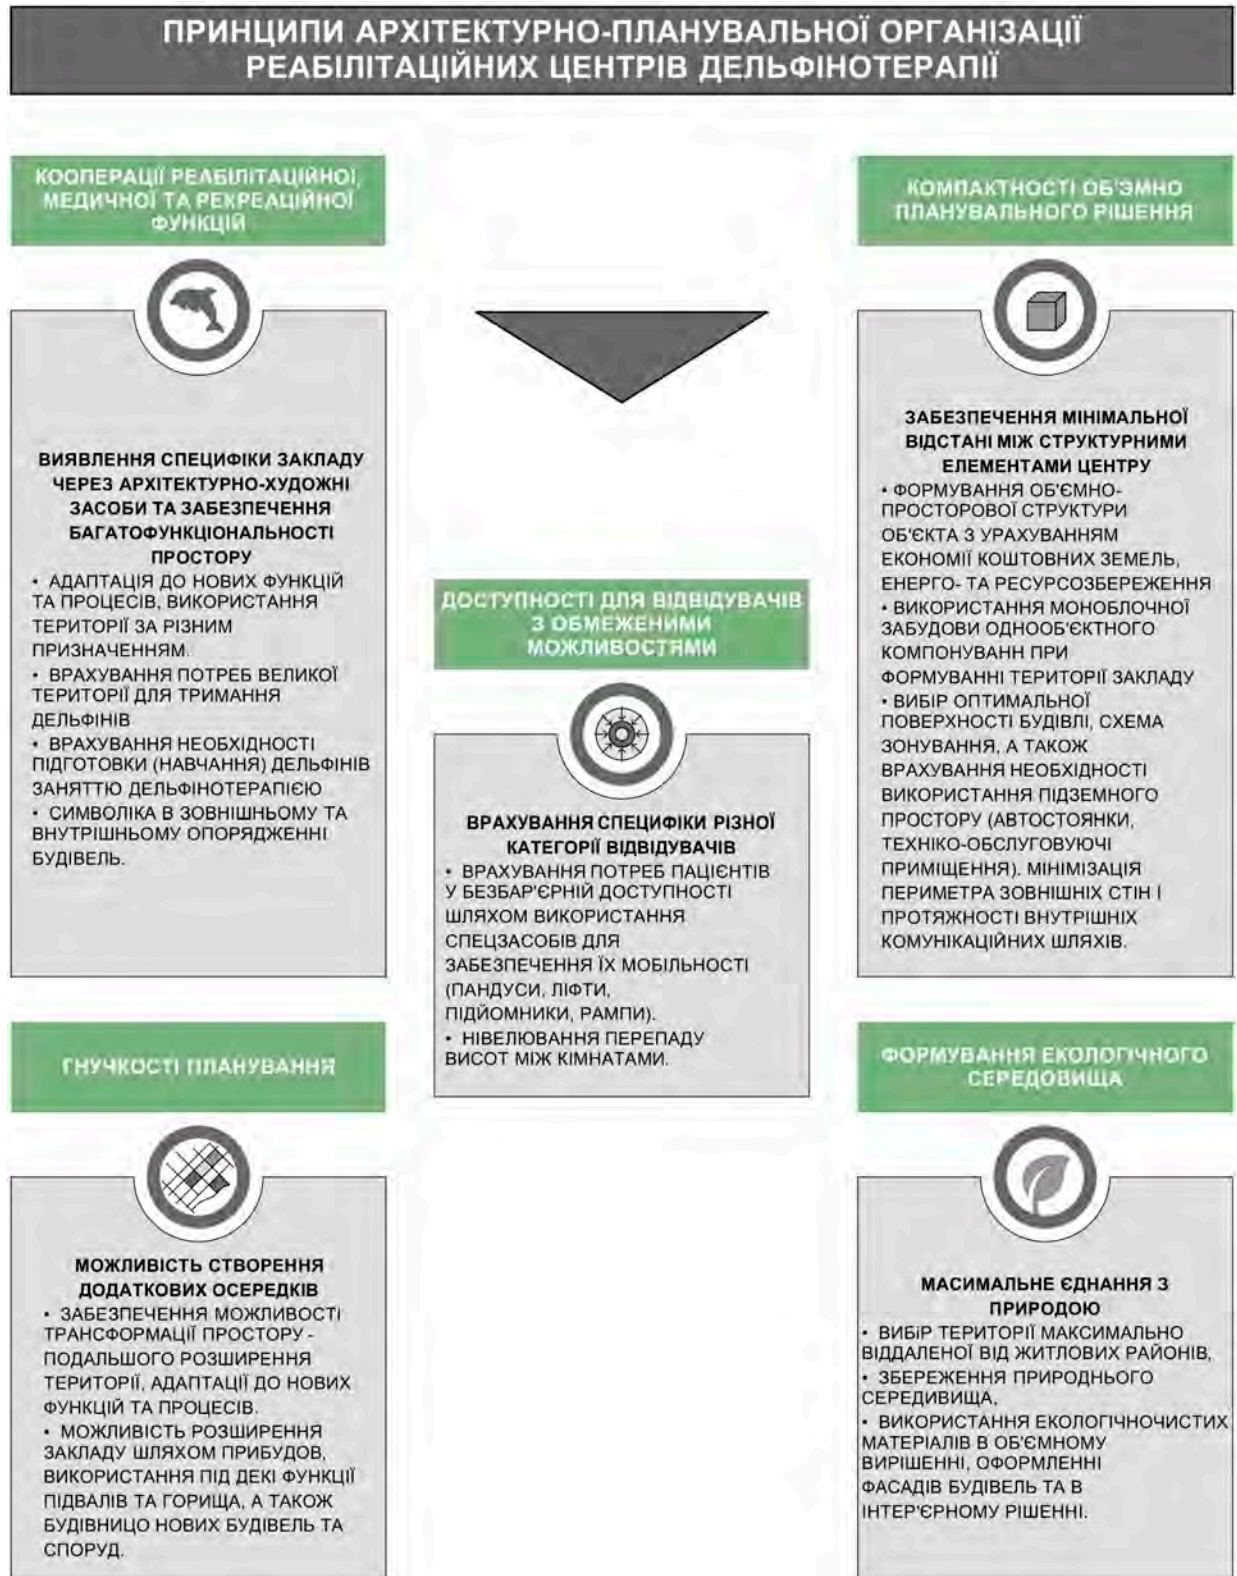 ПРИНЦИПИ АРХІТЕКТУРНО-ПЛАНУВАЛЬНОЇ ОРГАНІЗАЦІЇ
РЕАБІЛІТАЦІЙНИХ ЦЕНТРІВ ДЕЛЬФІНОТЕРАПІЇ
КООПЕРАЦІЇ РЕАБІЛІТАЦІЙНОЇ,
МЕДИЧНОЇ ТА РЕКРЕАЦІЙНОЇ
ФУНКЦІЙ
ВИЯВЛЕННЯ СПЕЦИФІКИ ЗАКЛАДУ
ЧЕРЕЗ АРХІТЕКТУРНО-ХУДОЖНІ
ЗАСОБИ ТА ЗАБЕЗПЕЧЕННЯ
БАГАТОФУНКЦІОНАЛЬНОСТІ
ПРОСТОРУ
• АДАПТАЦІЯ ДО НОВИХ ФУНКЦІЙ
ТА ПРОЦЕСІВ, ВИКОРИСТАННЯ
ТЕРИТОРІЇ ЗА РІЗНИМ
ПРИЗНАЧЕННЯМ.
• ВРАХУВАННЯ ПОТРЕБ ВЕЛИКОЇ
ТЕРИТОРІЇ ДЛЯ ТРИМАННЯ
ДЕЛЬФІНІВ
• ВРАХУВАННЯ НЕОБХІДНОСТІ
ПІДГОТОВКИ (НАВЧАННЯ) ДЕЛЬФІНІВ
ЗАНЯТТЮ ДЕЛЬФІНОТЕРАПІЄЮ
• СИМВОЛІКА В ЗОВНІШНЬОМУ ТА
ВНУТРІШНЬОМУ ОПОРЯДЖЕННІ
БУДІВЕЛЬ.
КОМПАКТНОСТІ ОБ'ЭМНО
ПЛАНУВАЛЬНОГО РІШЕННЯ
ЗАБЕЗПЕЧЕННЯ МІНІМАЛЬНОЇ
ВІДСТАНІ МІЖ СТРУКТУРНИМИ
ЕЛЕМЕНТАМИ ЦЕНТРУ
• ФОРМУВАННЯ ОБ'ЄМНО-
ПРОСТОРОВОЇ СТРУКТУРИ
ОБ'ЄКТА З УРАХУВАННЯМ
ЕКОНОМІЇ КОШТОВНИХ ЗЕМЕЛЬ,
ЕНЕРГО- ТА РЕСУРСОЗБЕРЕЖЕННЯ
• ВИКОРИСТАННЯ МОНОБЛОЧНОЇ
ЗАБУДОВИ ОДНООБ'ЄКТНОГО
КОМПОНУВАНН ПРИ
ФОРМУВАННІ ТЕРИТОРІЇ ЗАКЛАДУ
• ВИБІР ОПТИМАЛЬНОЇ
ПОВЕРХНОСТІ БУДІВЛІ, СХЕМА
ЗОНУВАННЯ, А ТАКОЖ
ВРАХУВАННЯ НЕОБХІДНОСТІ
ВИКОРИСТАННЯ ПІДЗЕМНОГО
ПРОСТОРУ (АВТОСТОЯНКИ,
ТЕХНІКО-ОБСЛУГОВУЮЧІ
ПРИМІЩЕННЯ). МІНІМІЗАЦІЯ
ПЕРИМЕТРА ЗОВНІШНІХ СТІН І
ПРОТЯЖНОСТІ ВНУТРІШНІХ
КОМУНІКАЦІЙНИХ ШЛЯХІВ.
ДОСТУПНОСТІ ДЛЯ ВІДВІДУВАЧІВ
З ОБМЕЖЕНИМИ
МОЖЛИВОСТЯМИ
ВРАХУВАННЯ СПЕЦИФІКИ РІЗНОЇ
КАТЕГОРІЇ ВІДВІДУВАЧІВ
• ВРАХУВАННЯ ПОТРЕБ ПАЦІЄНТІВ
У БЕЗБАР'ЄРНІЙ ДОСТУПНОСТІ
ШЛЯХОМ ВИКОРИСТАННЯ
СПЕЦЗАСОБІВ ДЛЯ
ЗАБЕЗПЕЧЕННЯ ЇХ МОБІЛЬНОСТІ
(ПАНДУСИ, ЛІФТИ,
ПІДЙОМНИКИ, РАМПИ).
• НІВЕЛЮВАННЯ ПЕРЕПАДУ
ВИСОТ МІЖ КІМНАТАМИ.
ГНУЧКОСТІ ПЛАНУВАННЯ
МОЖЛИВІСТЬ СТВОРЕННЯ
ДОДАТКОВИХ ОСЕРЕДКІВ
• ЗАБЕЗПЕЧЕННЯ МОЖЛИВОСТІ
ТРАНСФОРМАЦІЇ ПРОСТОРУ -
ПОДАЛЬШОГО РОЗШИРЕННЯ
ТЕРИТОРІЇ, АДАПТАЦІЇ ДО НОВИХ
ФУНКЦІЙ ТА ПРОЦЕСІВ.
• МОЖЛИВІСТЬ РОЗШИРЕННЯ
ЗАКЛАДУ ШЛЯХОМ ПРИБУДОВ,
ВИКОРИСТАННЯ ПІД ДЕКІ ФУНКЦІЇ
ПІДВАЛІВ ТА ГОРИЩА, А ТАКОЖ
БУДІВНИЦО НОВИХ БУДІВЕЛЬ ТА
СПОРУД.
ФОРМУВАННЯ ЕКОЛОГІЧНОГО
СЕРЕДОВИЩА
МАСИМАЛЬНЕ ЄДНАННЯ З
ПРИРОДОЮ
• ВИБІР ТЕРИТОРІЇ МАКСИМАЛЬНО
ВІДДАЛЕНОЇ ВІД ЖИТЛОВИХ РАЙОНІВ,
• ЗБЕРЕЖЕННЯ ПРИРОДНЬОГО
СЕРЕДИВИЩА,
• ВИКОРИСТАННЯ ЕКОЛОГІЧНОЧИСТИХ
МАТЕРІАЛІВ В ОБ'ЄМНОМУ
ВИРІШЕННІ, ОФОРМЛЕННІ
ФАСАДІВ БУДІВЕЛЬ ТА В
ІНТЕР'ЄРНОМУ РІШЕННІ.